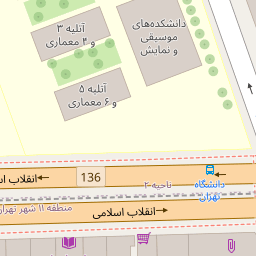 آتلیه ۳
و ۴ معماری
دانشکده‌های
موسیقی
و نمایش
آتلیه ۵
و ۶ معماری
136
انقلاب اس
دانشگاه
تهران
ناحیه ۲
منطقه ۱۱ شهر تهران
انقلاب اسلامی